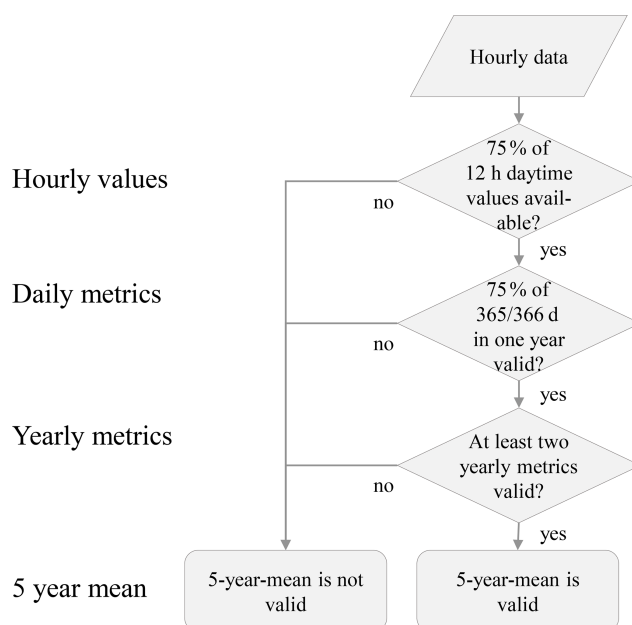 Hourly data
75% of
12 h daytime
values avail-
able?
Hourly values
no
yes
Daily metrics
75% of
365/366 d
in one year
valid?
no
yes
Yearly metrics
At least two
yearly metrics
valid?
no
yes
5 year mean
5-year-mean is not
valid
5-year-mean is
valid